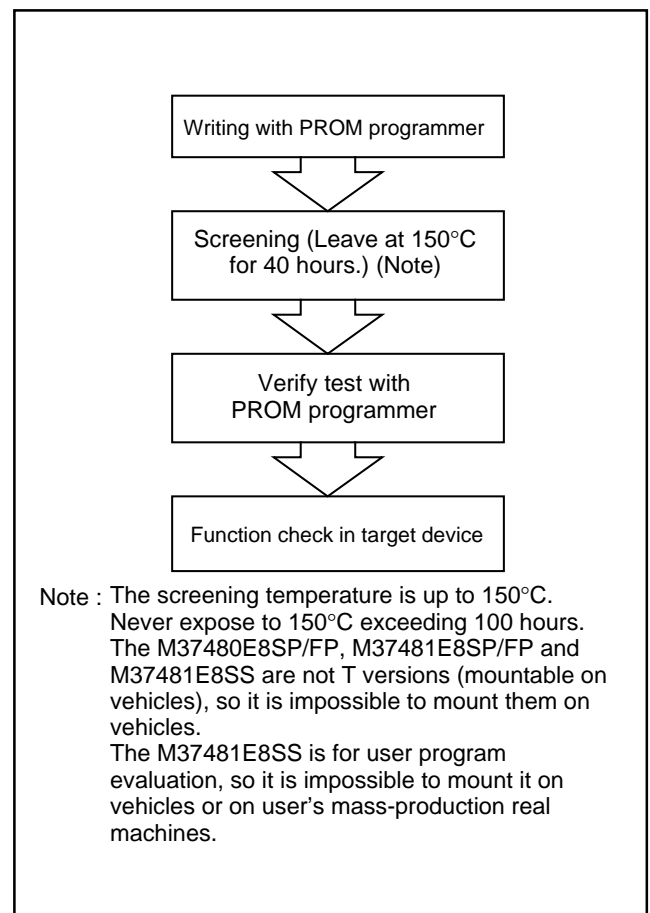 Writing with PROM programmer
Screening (Leave at 150°C
for 40 hours.) (Note)
Verify test with
PROM programmer
Function check in target device
Note : The screening temperature is up to 150°C.
Never expose to 150°C exceeding 100 hours.
The M37480E8SP/FP, M37481E8SP/FP and
M37481E8SS are not T versions (mountable on
vehicles), so it is impossible to mount them on
vehicles.
The M37481E8SS is for user program
evaluation, so it is impossible to mount it on
vehicles or on user's mass-production real
machines.